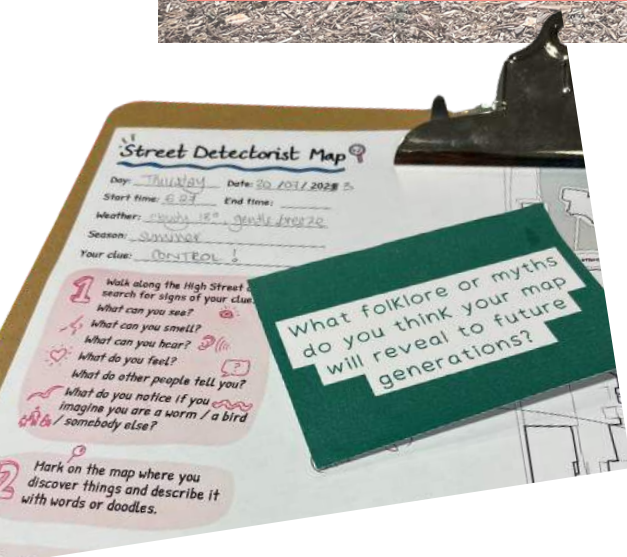 Street Detectorist Map
Day: Thursday Date: 20 /07/ 2023 3
Start time: 5.27 End time:
Weather: cloudy 18° gentle breeze
Season: summer
Your clue: CONTROL !
1 Walk along the High Street
search for signs of your clue
What can you see?
What can you smell?
What can you hear?
What do you feel?
What do other people tell you?
What do you notice if you
imagine you are a worm / a bird
/ somebody else?
2 Mark on the map where you
discover things and describe it
with words or doodles.
What folklore or myths
do you think your map
will reveal to future
generations?